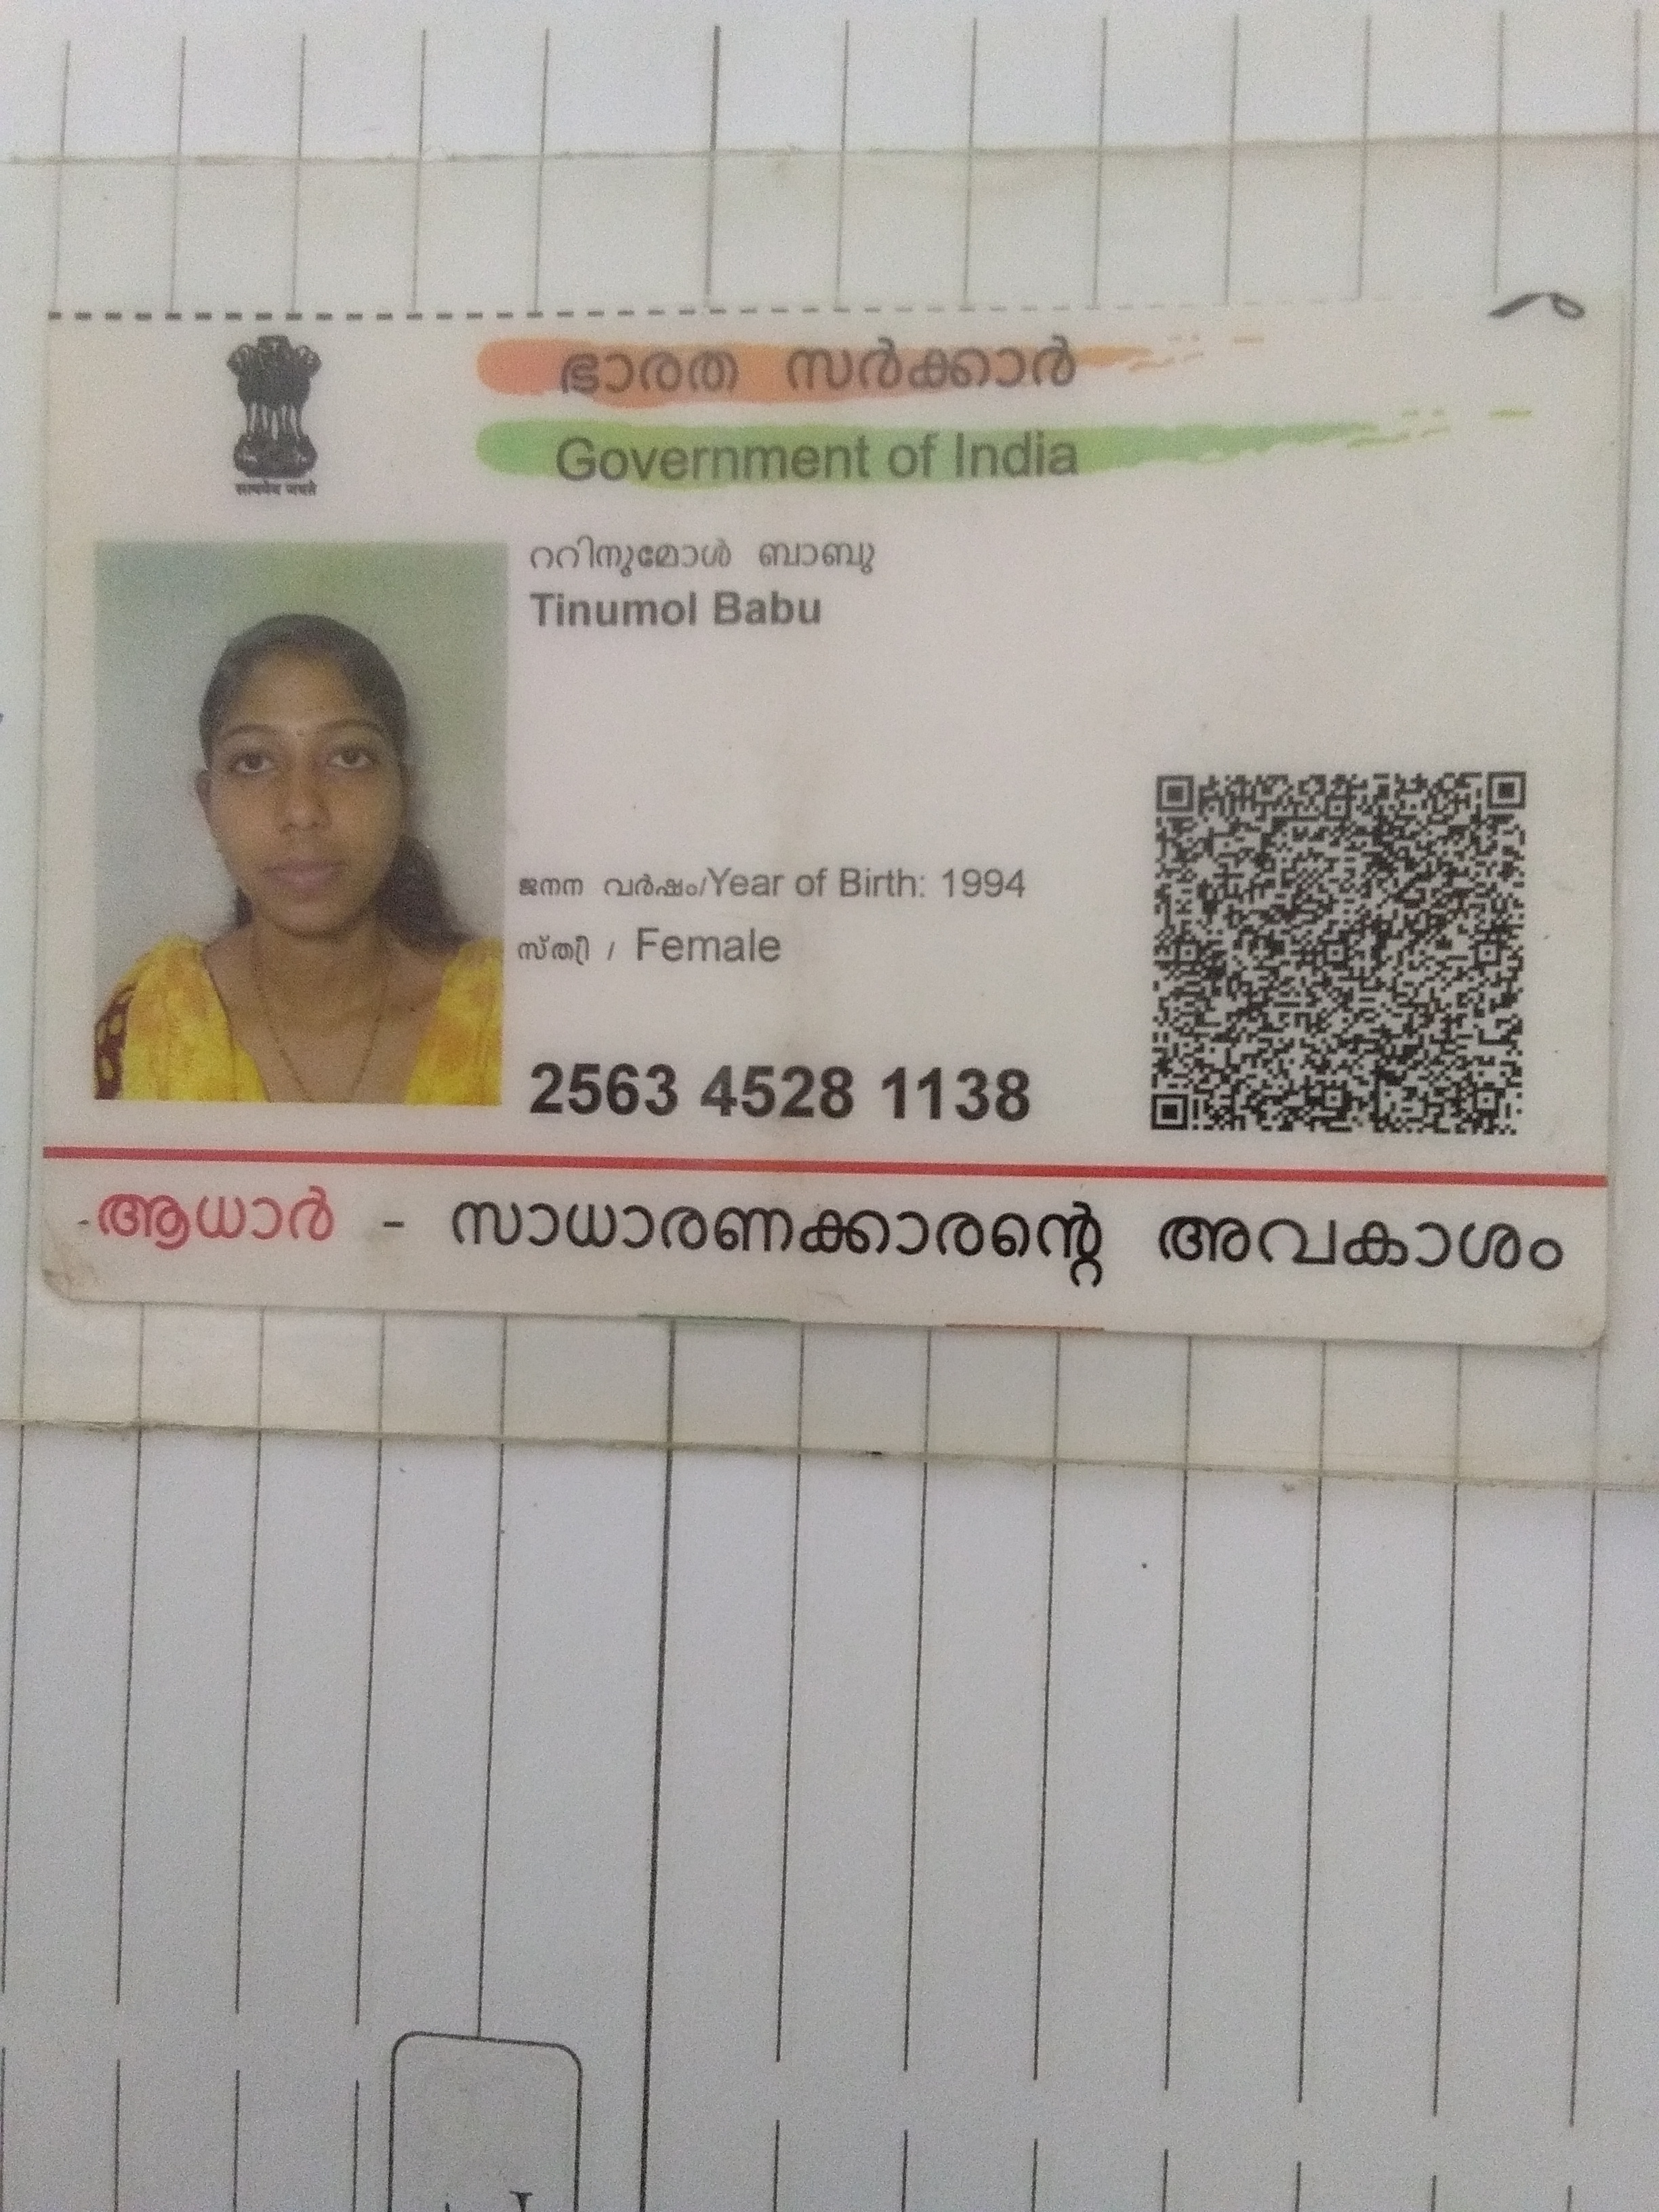 ഭാരത സർക്കാർ
Government of India
सत्यमेव जयते
ററിനുമോൾ ബാബു
Tinumol Babu
ജനന വർഷം/Year of Birth: 1994
സ്ത്രീ / Female
2563 4528 1138
ആധാർ - സാധാരണക്കാരന്റെ അവകാശം